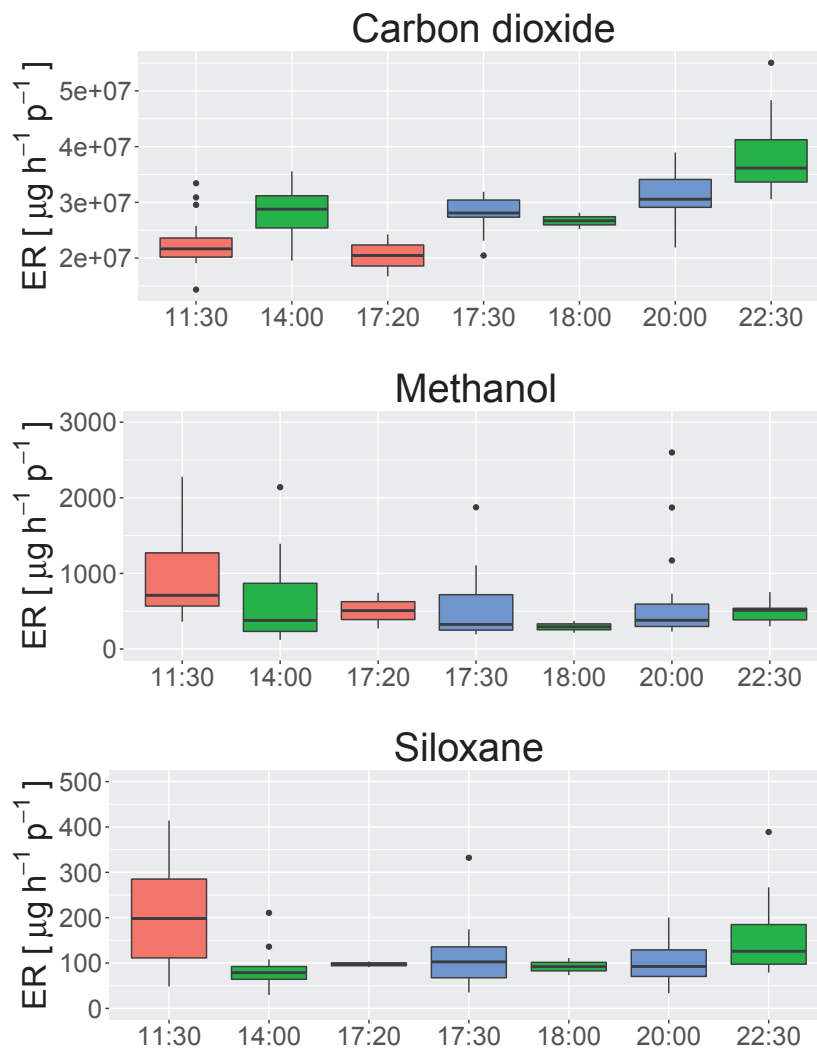 Carbon dioxide
ER [ µg h⁻¹ p⁻¹ ]
5e+07
4e+07
3e+07
2e+07
11:30 14:00 17:20 17:30 18:00 20:00 22:30
Methanol
ER [ µg h⁻¹ p⁻¹ ]
3000
2000
1000
0
11:30 14:00 17:20 17:30 18:00 20:00 22:30
Siloxane
ER [ µg h⁻¹ p⁻¹ ]
500
400
300
200
100
0
11:30 14:00 17:20 17:30 18:00 20:00 22:30